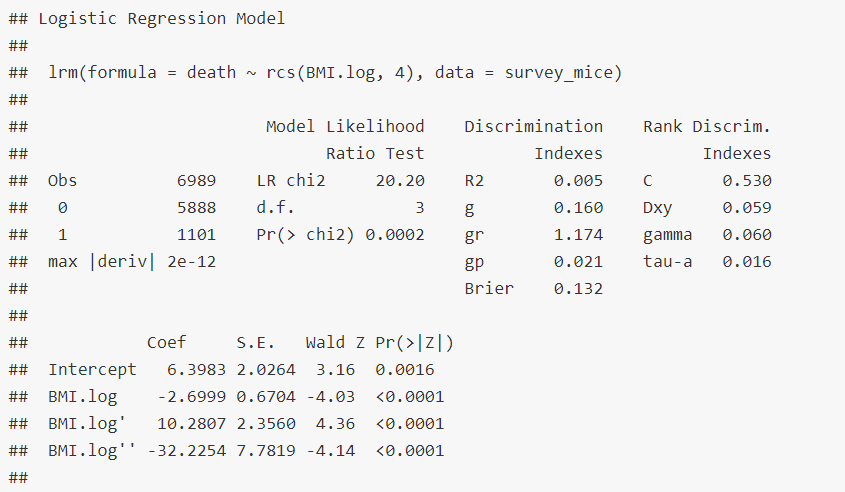 ## Logistic Regression Model
##
##  lrm(formula = death ~ rcs(BMI.log, 4), data = survey_mice)
##
##                       Model Likelihood    Discrimination    Rank Discrim.
##                             Ratio Test           Indexes          Indexes
##  Obs          6989    LR chi2     20.20    R2       0.005    C       0.530
##   0           5888    d.f.            3    g        0.160    Dxy     0.059
##   1           1101    Pr(> chi2) 0.0002    gr       1.174    gamma   0.060
##  max |deriv| 2e-12                         gp       0.021    tau-a   0.016
##                                            Brier    0.132
##
##            Coef     S.E.   Wald Z Pr(>|Z|)
##  Intercept   6.3983 2.0264  3.16  0.0016
##  BMI.log    -2.6999 0.6704 -4.03  <0.0001
##  BMI.log'   10.2807 2.3560  4.36  <0.0001
##  BMI.log'' -32.2254 7.7819 -4.14  <0.0001
##